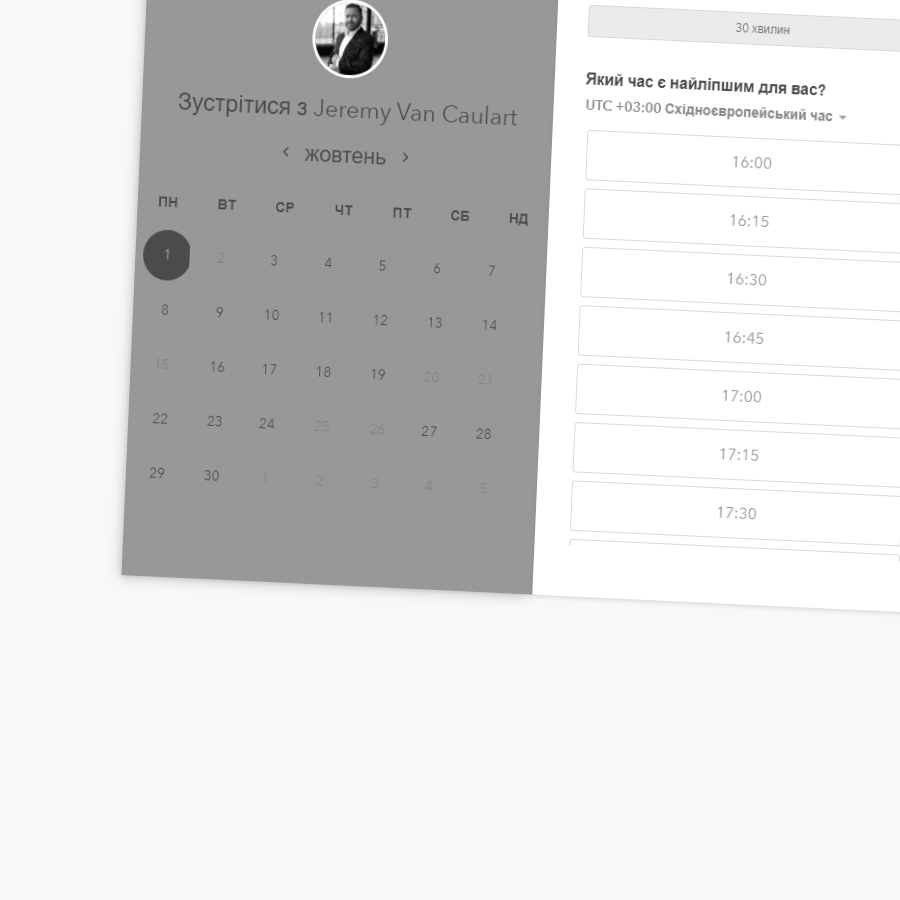 Зустрітися з Jeremy Van Caulart
жовтень
ПН ВТ СР ЧТ ПТ СБ НД
1 2 3 4 5 6 7
8 9 10 11 12 13 14
15 16 17 18 19 20 21
22 23 24 25 26 27 28
29 30 1 2 3 4 5
30 хвилин
Який час є найліпшим для вас?
UTC +03:00 Східноєвропейський час
16:00
16:15
16:30
16:45
17:00
17:15
17:30